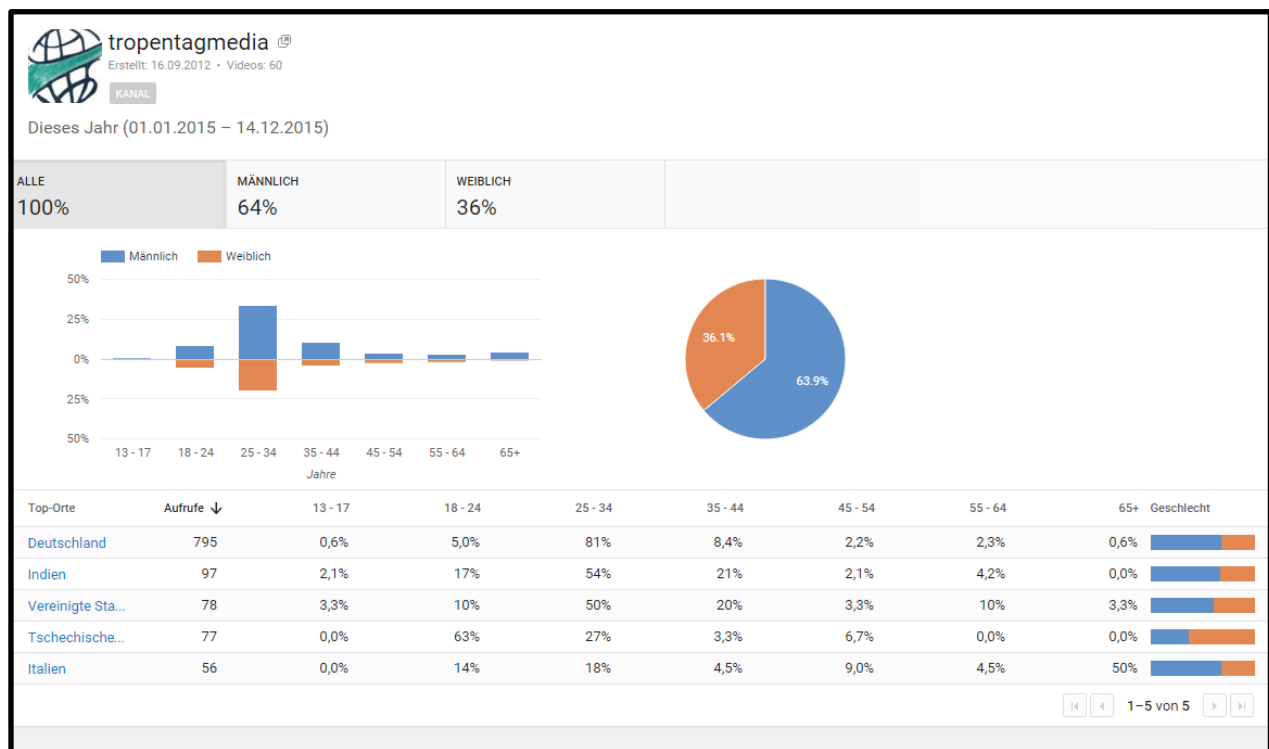 tropentagmedia
Erstellt: 16.09.2012 • Videos: 60
KANAL
Dieses Jahr (01.01.2015 – 14.12.2015)
ALLE MÄNNLICH WEIBLICH
100% 64% 36%
Männlich Weiblich
50%
25%
0%
25%
50%
13 - 17 18 - 24 25 - 34 35 - 44 45 - 54 55 - 64 65+
Jahre
36.1%
63.9%
Top-Orte Aufrufe 13 - 17 18 - 24 25 - 34 35 - 44 45 - 54 55 - 64 65+ Geschlecht
Deutschland 795 0,6% 5,0% 81% 8,4% 2,2% 2,3% 0,6%
Indien 97 2,1% 17% 54% 21% 2,1% 4,2% 0,0%
Vereinigte Sta... 78 3,3% 10% 50% 20% 3,3% 10% 3,3%
Tschechische... 77 0,0% 63% 27% 3,3% 6,7% 0,0% 0,0%
Italien 56 0,0% 14% 18% 4,5% 9,0% 4,5% 50%
1–5 von 5